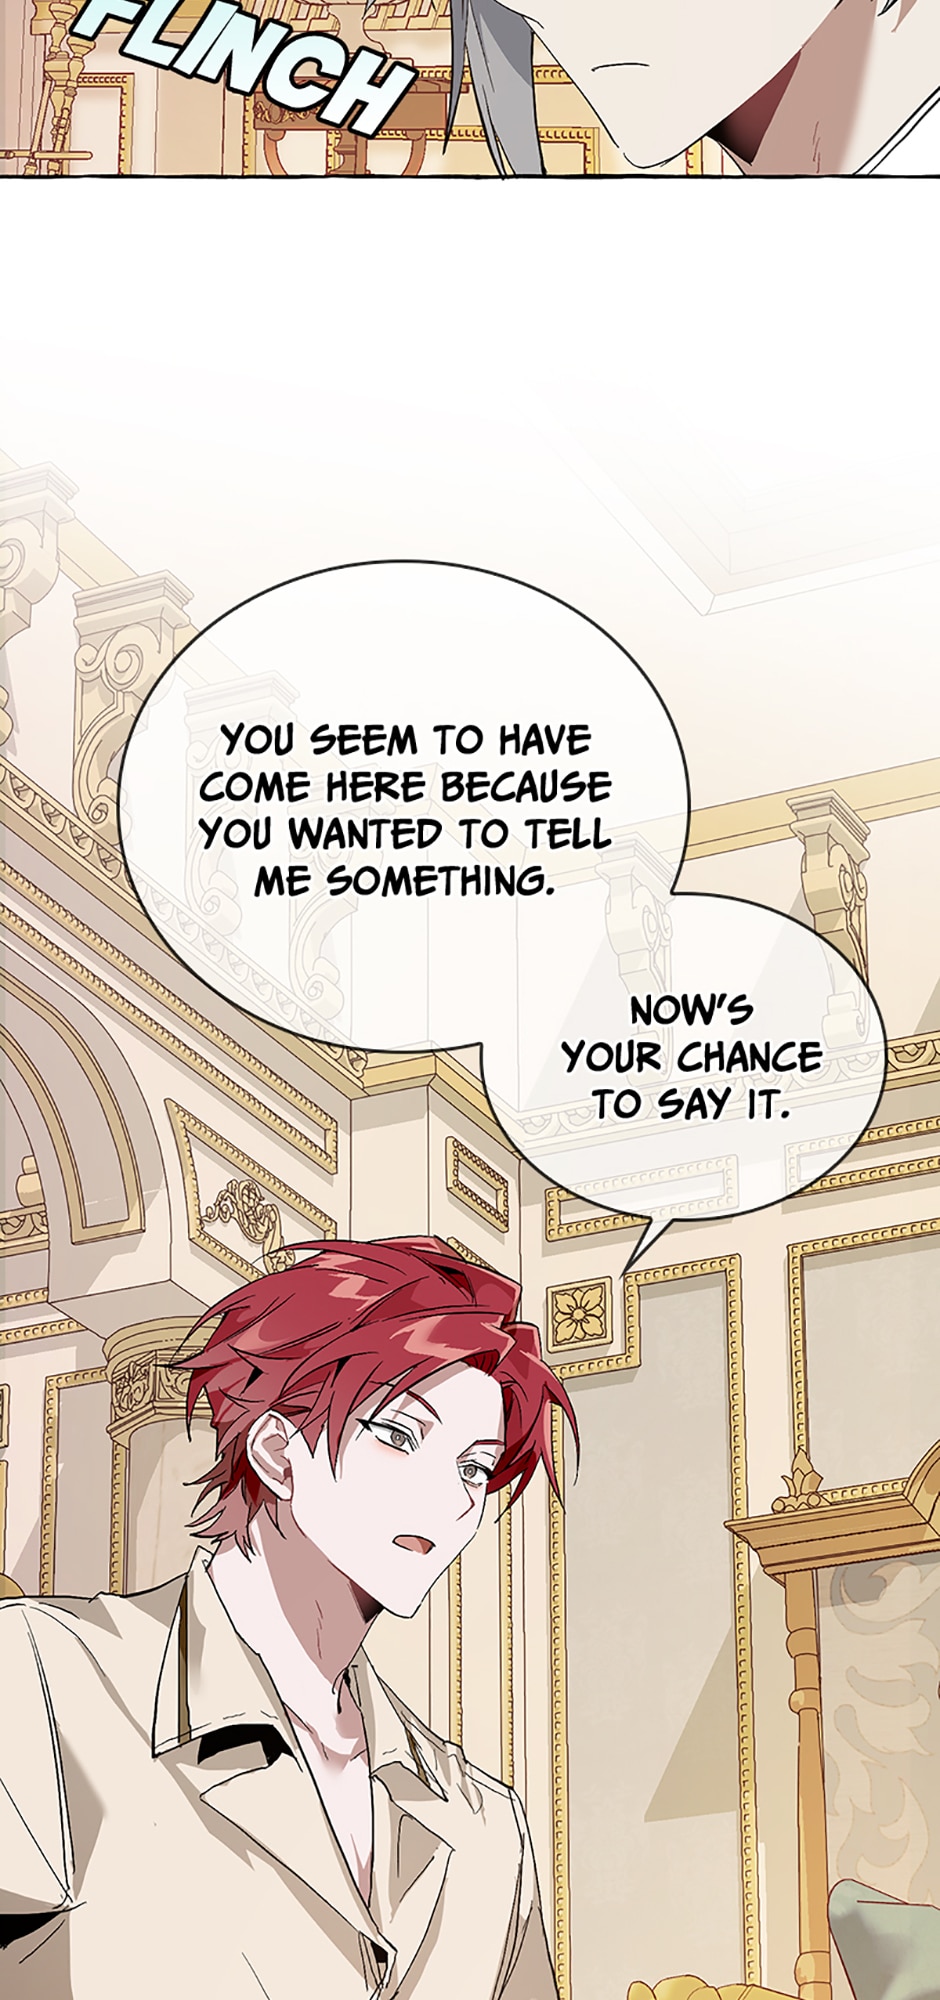 FLINCH
YOU SEEM TO HAVE
COME HERE BECAUSE
YOU WANTED TO TELL
ME SOMETHING.
NOW'S
YOUR CHANCE
TO SAY IT.